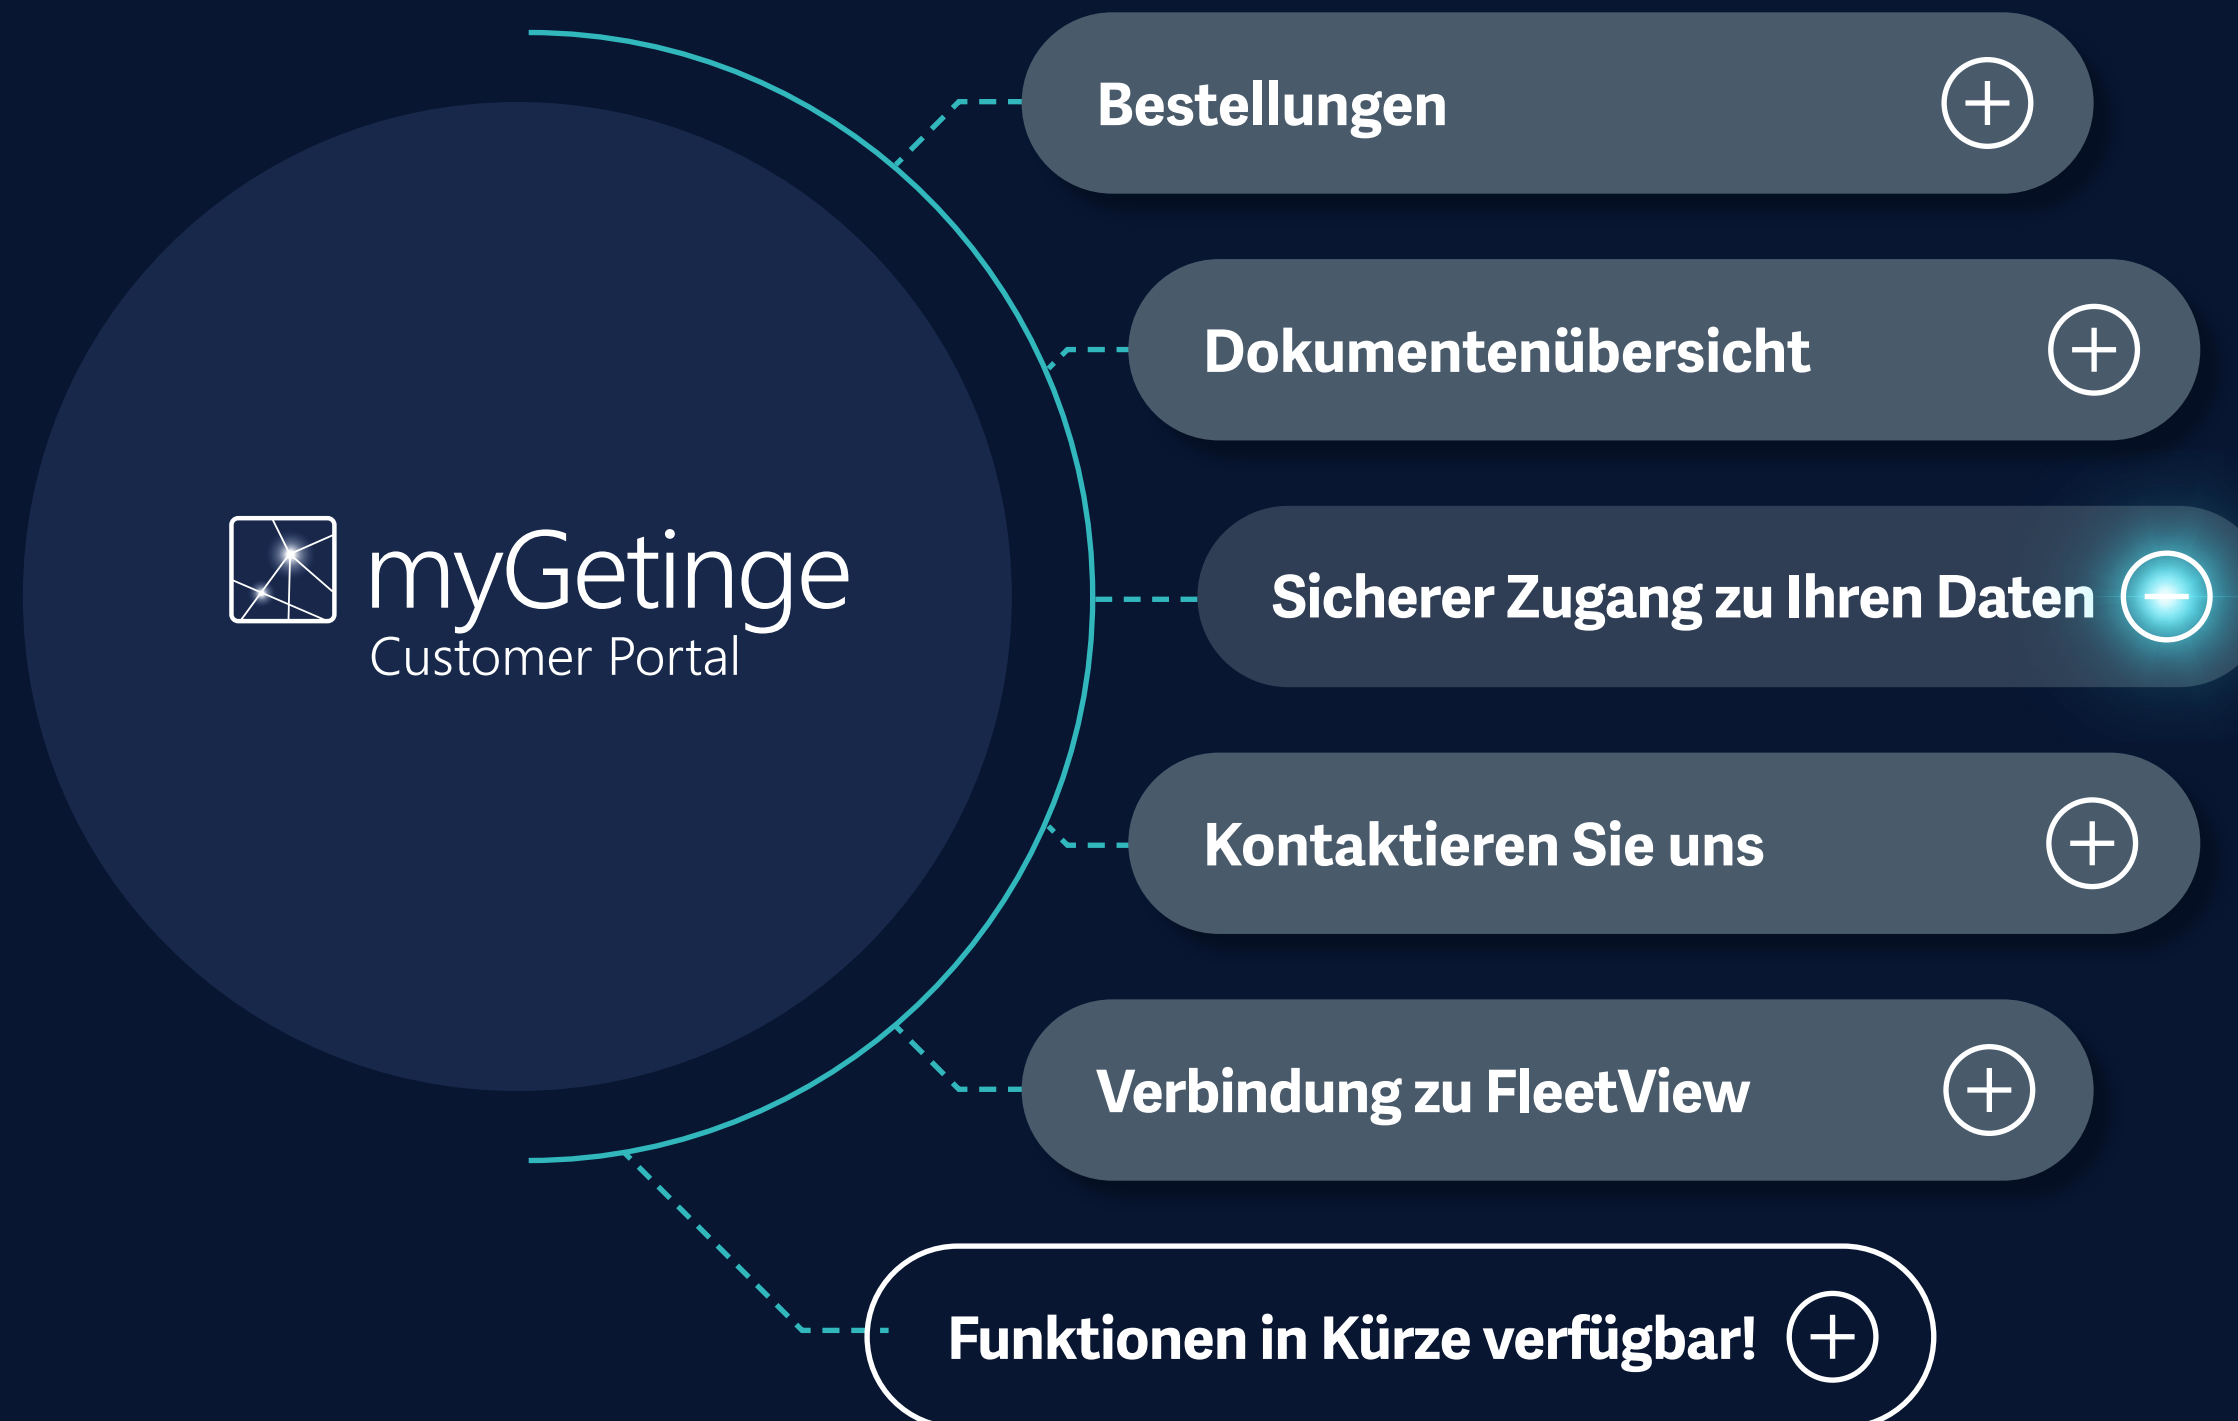 myGetinge
Customer Portal
Bestellungen
Dokumentenübersicht
Sicherer Zugang zu Ihren Daten
Kontaktieren Sie uns
Verbindung zu FleetView
Funktionen in Kürze verfügbar!